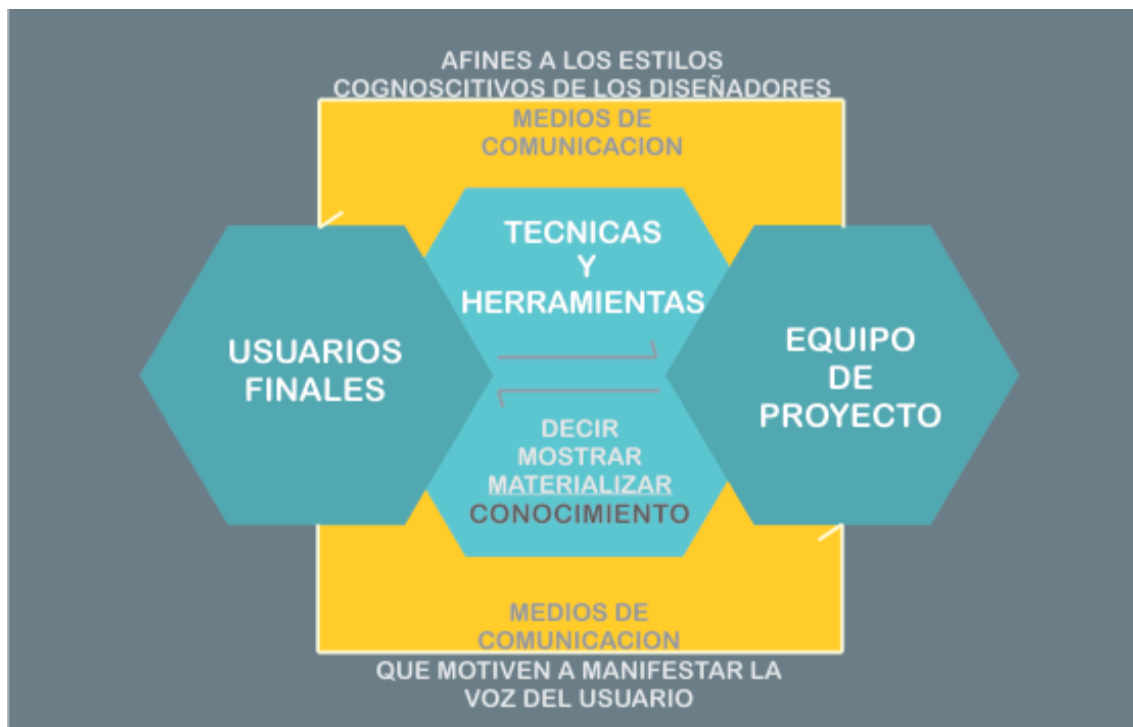 AFINES A LOS ESTILOS
COGNOSCITIVOS DE LOS DISEÑADORES
MEDIOS DE
COMUNICACION
TECNICAS
Y
HERRAMIENTAS
USUARIOS
FINALES
EQUIPO
DE
PROYECTO
DECIR
MOSTRAR
MATERIALIZAR
CONOCIMIENTO
MEDIOS DE
COMUNICACION
QUE MOTIVEN A MANIFESTAR LA
VOZ DEL USUARIO